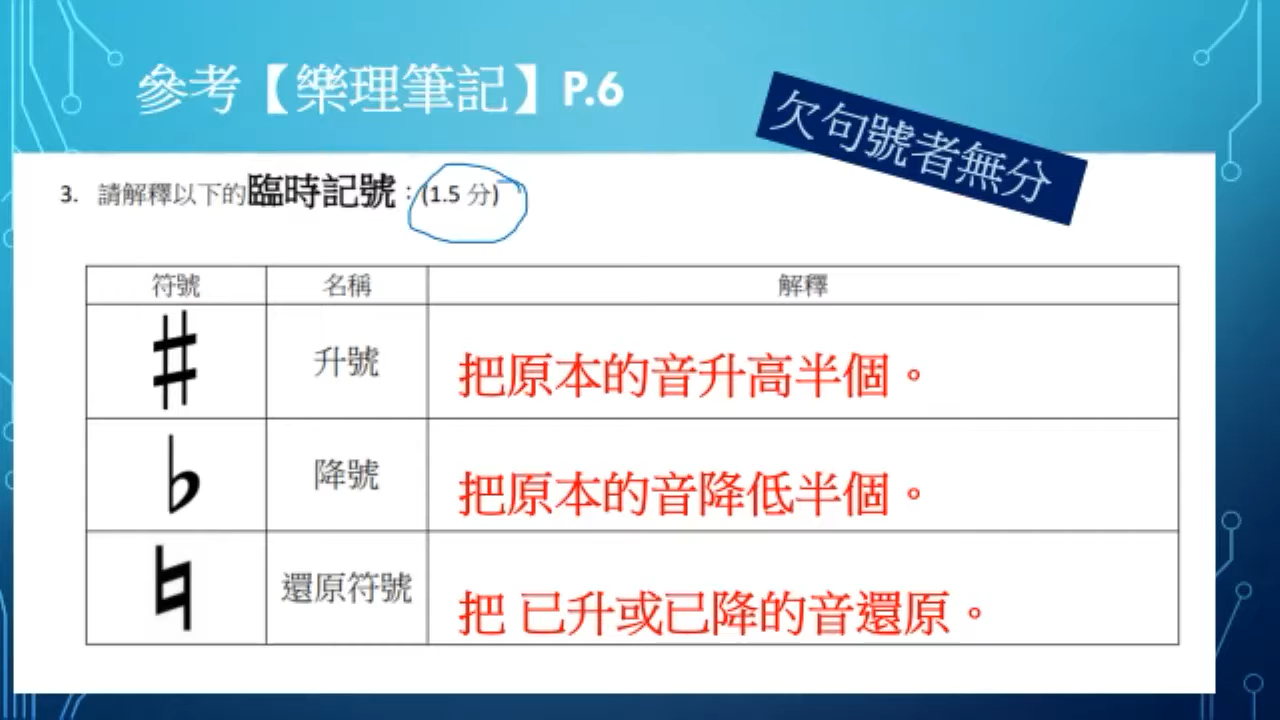 參考【樂理筆記】P.6
欠句號者無分
3. 請解釋以下的臨時記號：(1.5 分)
符號 名稱 解釋
♯ 升號 把原本的音升高半個。
♭ 降號 把原本的音降低半個。
♮ 還原符號 把 已升或已降的音還原。